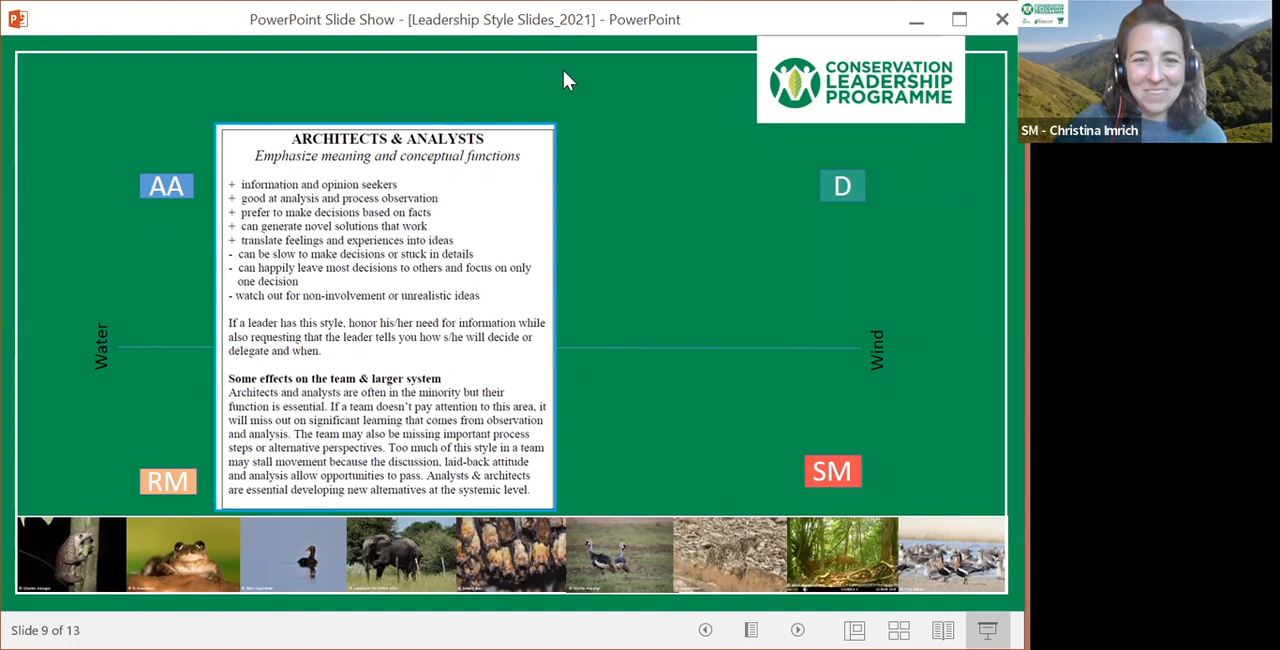 PowerPoint Slide Show - [Leadership Style Slides_2021] - PowerPoint
CONSERVATION
LEADERSHIP
PROGRAMME
SM - Christina Imrich
CONSERVATION
LEADERSHIP
PROGRAMME
AA
D
ARCHITECTS & ANALYSTS
Emphasize meaning and conceptual functions
+ information and opinion seekers
+ good at analysis and process observation
+ prefer to make decisions based on facts
+ can generate novel solutions that work
+ translate feelings and experiences into ideas
- can be slow to make decisions or stuck in details
- can happily leave most decisions to others and focus on only
one decision
- watch out for non-involvement or unrealistic ideas
If a leader has this style, honor his/her need for information while
also requesting that the leader tells you how s/he will decide or
delegate and when.
Some effects on the team & larger system
Architects and analysts are often in the minority but their
function is essential. If a team doesn't pay attention to this area, it
will miss out on significant learning that comes from observation
and analysis. The team may also be missing important process
steps or alternative perspectives. Too much of this style in a team
may stall movement because the discussion, laid-back attitude
and analysis allow opportunities to pass. Analysts & architects
are essential developing new alternatives at the systemic level.
Water
Wind
RM
SM
Slide 9 of 13